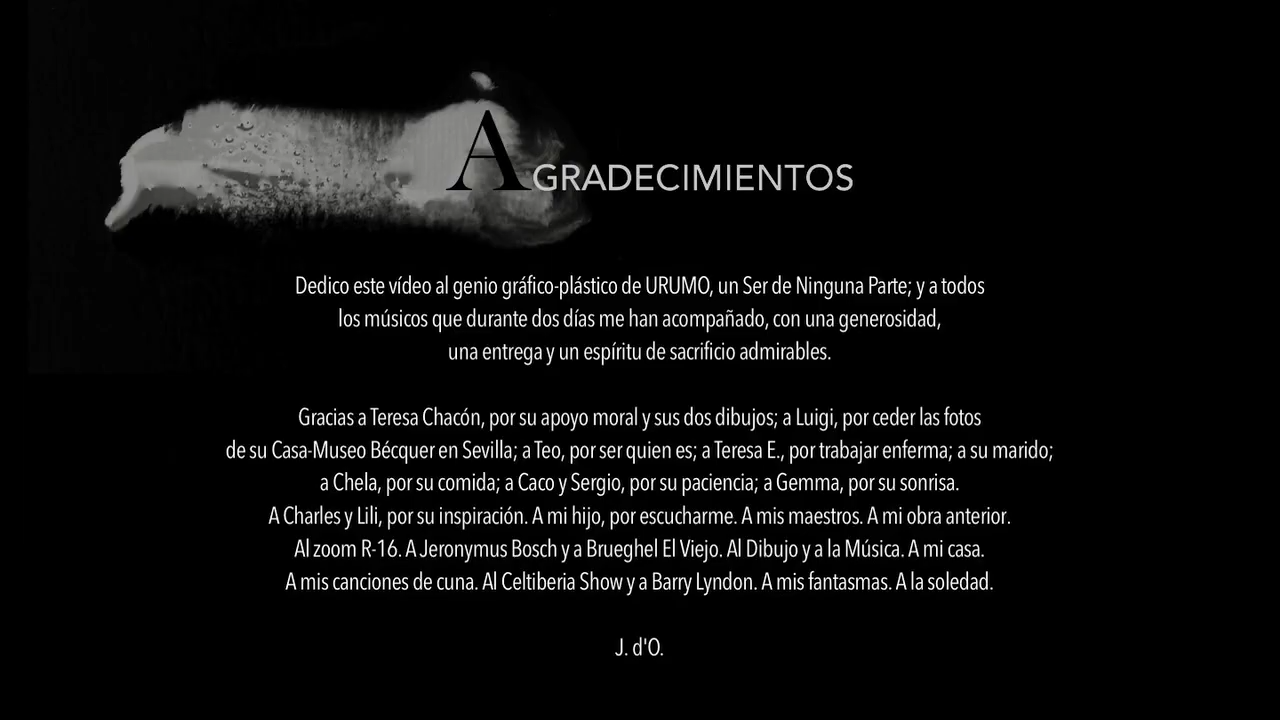 AGRADECIMIENTOS
Dedico este vídeo al genio gráfico-plástico de URUMO, un Ser de Ninguna Parte; y a todos
los músicos que durante dos días me han acompañado, con una generosidad,
una entrega y un espíritu de sacrificio admirables.
Gracias a Teresa Chacón, por su apoyo moral y sus dos dibujos; a Luigi, por ceder las fotos
de su Casa-Museo Bécquer en Sevilla; a Teo, por ser quien es; a Teresa E., por trabajar enferma; a su marido;
a Chela, por su comida; a Caco y Sergio, por su paciencia; a Gemma, por su sonrisa.
A Charles y Lili, por su inspiración. A mi hijo, por escucharme. A mis maestros. A mi obra anterior.
Al zoom R-16. A Jeronymus Bosch y a Brueghel El Viejo. Al Dibujo y a la Música. A mi casa.
A mis canciones de cuna. Al Celtiberia Show y a Barry Lyndon. A mis fantasmas. A la soledad.
J. d'O.